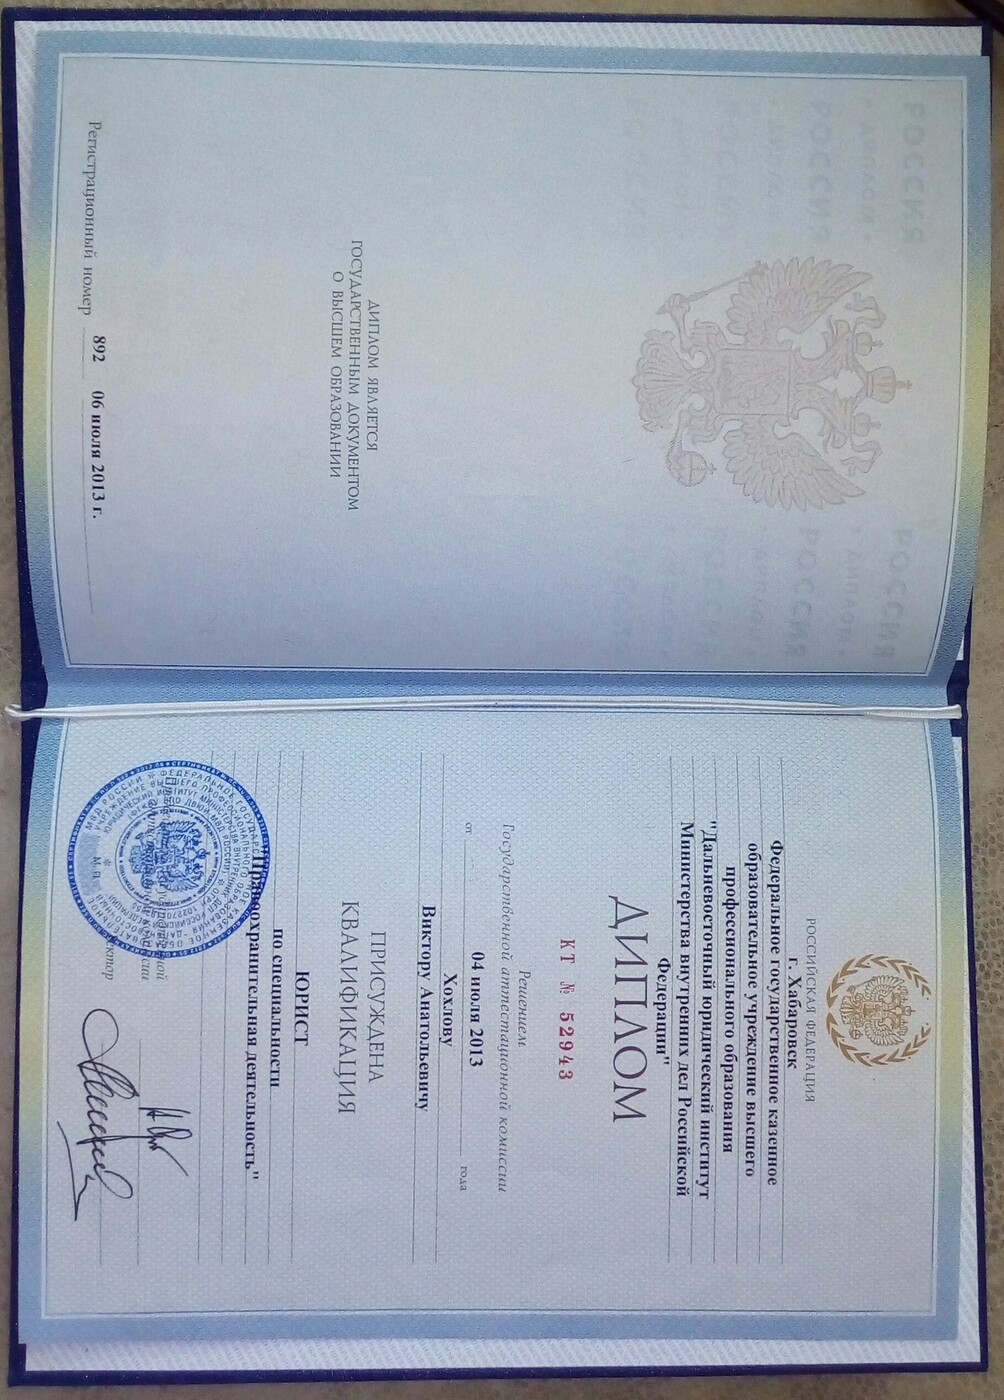 ДИПЛОМ ЯВЛЯЕТСЯ
ГОСУДАРСТВЕННЫМ ДОКУМЕНТОМ
О ВЫСШЕМ ОБРАЗОВАНИИ
Регистрационный номер 892 06 июля 2013 г.
РОССИЙСКАЯ ФЕДЕРАЦИЯ
г. Хабаровск
Федеральное государственное казенное
образовательное учреждение высшего
профессионального образования
"Дальневосточный юридический институт
Министерства внутренних дел Российской
Федерации"
ДИПЛОМ
КТ № 52943
Решением
Государственной аттестационной комиссии
от 04 июля 2013 года
Хохлову
Виктору Анатольевичу
ПРИСУЖДЕНА
КВАЛИФИКАЦИЯ
ЮРИСТ
по специальности
"Правоохранительная деятельность"
М.П.